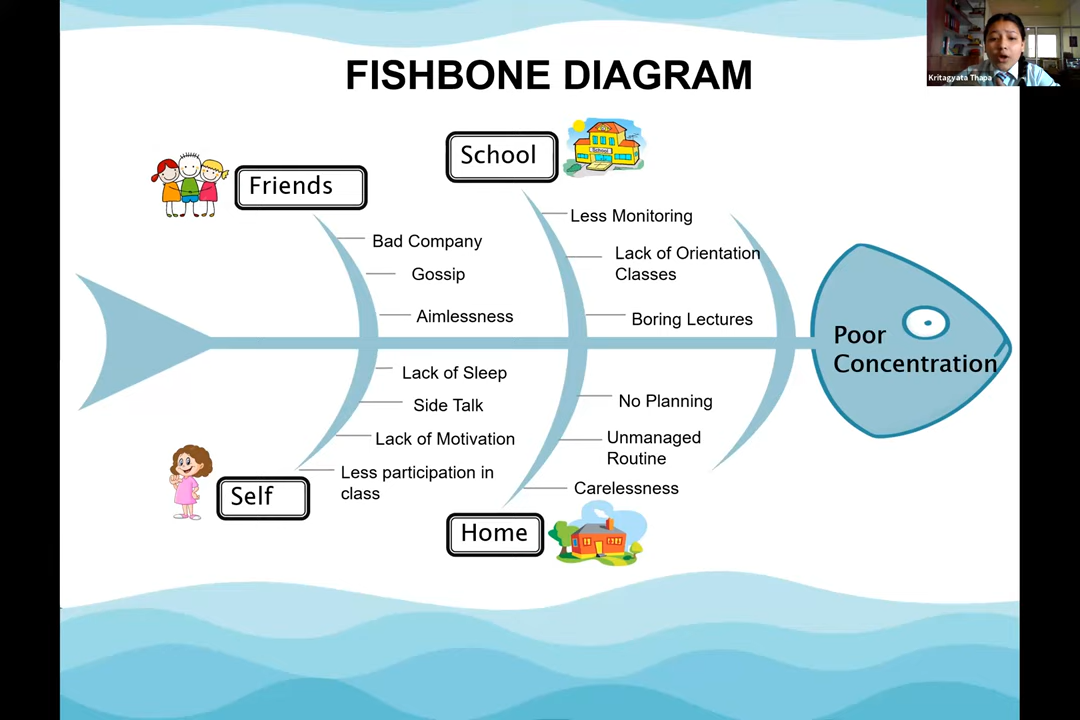 Kritagyata Thapa
FISHBONE DIAGRAM
School
Friends
Less Monitoring
Bad Company
Lack of Orientation
Classes
Gossip
Aimlessness
Boring Lectures
Poor
Concentration
Lack of Sleep
Side Talk
No Planning
Lack of Motivation
Unmanaged
Routine
Less participation in
class
Carelessness
Self
Home